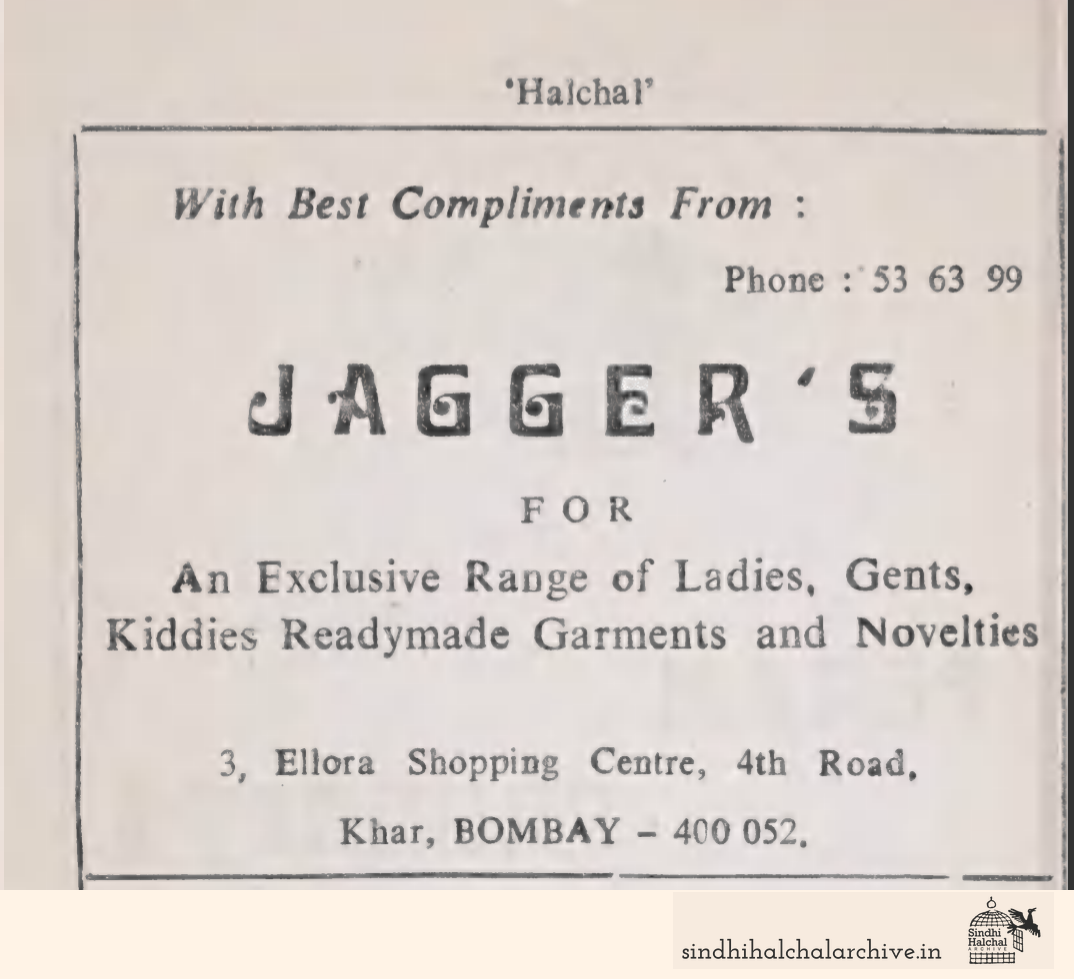 ‘Halchal’
With Best Compliments From :
Phone : 53 63 99
JAGGER'S
FOR
An Exclusive Range of Ladies, Gents,
Kiddies Readymade Garments and Novelties
3, Ellora Shopping Centre, 4th Road,
Khar, BOMBAY – 400 052.
sindhihalchalarchive.in
Sindhi
Halchal
ARCHIVE